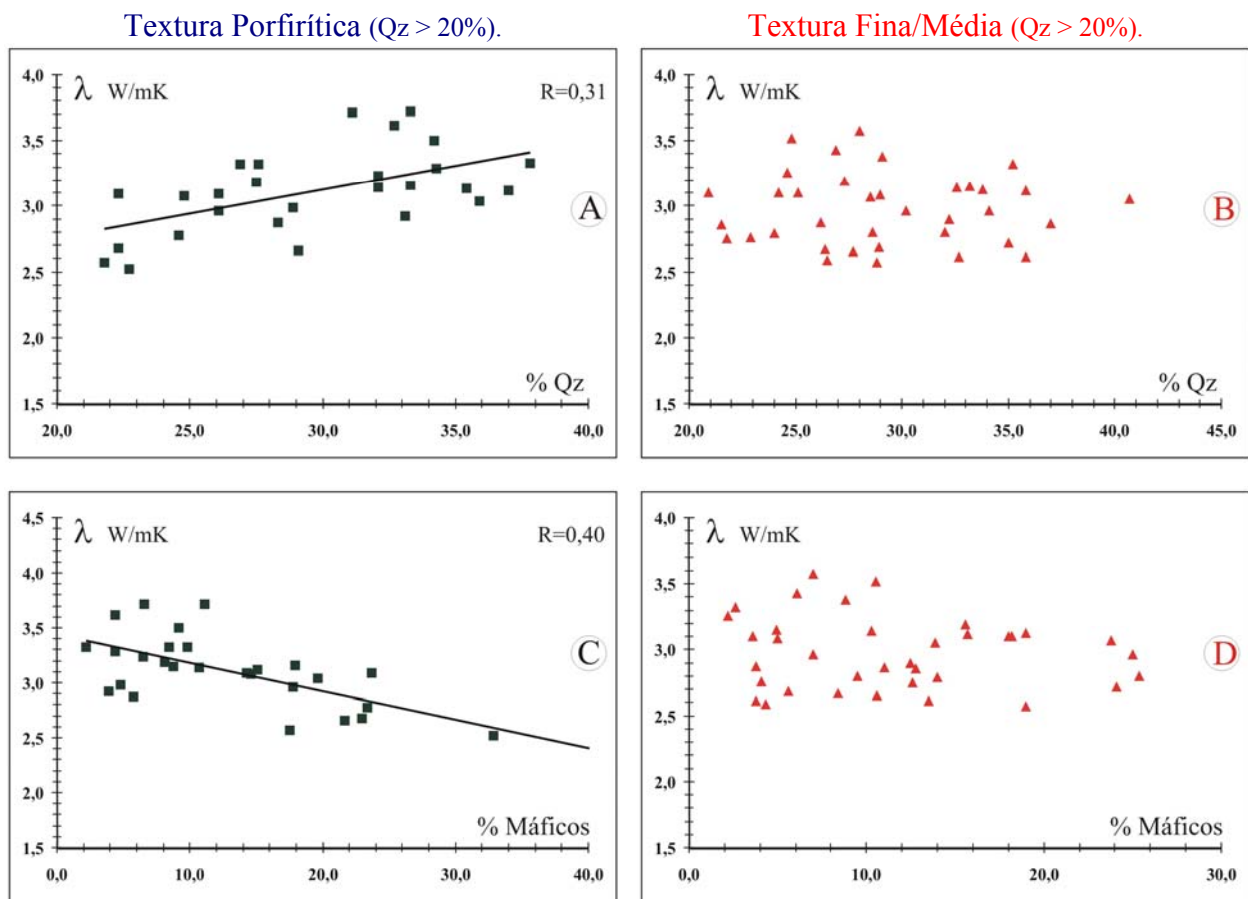 Textura Porfirítica (Qz > 20%).
Textura Fina/Média (Qz > 20%).
4,0
λ W/mK
R=0,31
3,5
3,0
A
2,5
2,0
% Qz
1,5
20,0 25,0 30,0 35,0 40,0
4,0
λ W/mK
3,5
3,0
B
2,5
2,0
% Qz
1,5
20,0 25,0 30,0 35,0 40,0 45,0
4,5
λ W/mK
R=0,40
4,0
3,5
3,0
C
2,5
2,0
% Máficos
1,5
0,0 10,0 20,0 30,0 40,0
4,0
λ W/mK
3,5
3,0
D
2,5
2,0
% Máficos
1,5
0,0 10,0 20,0 30,0